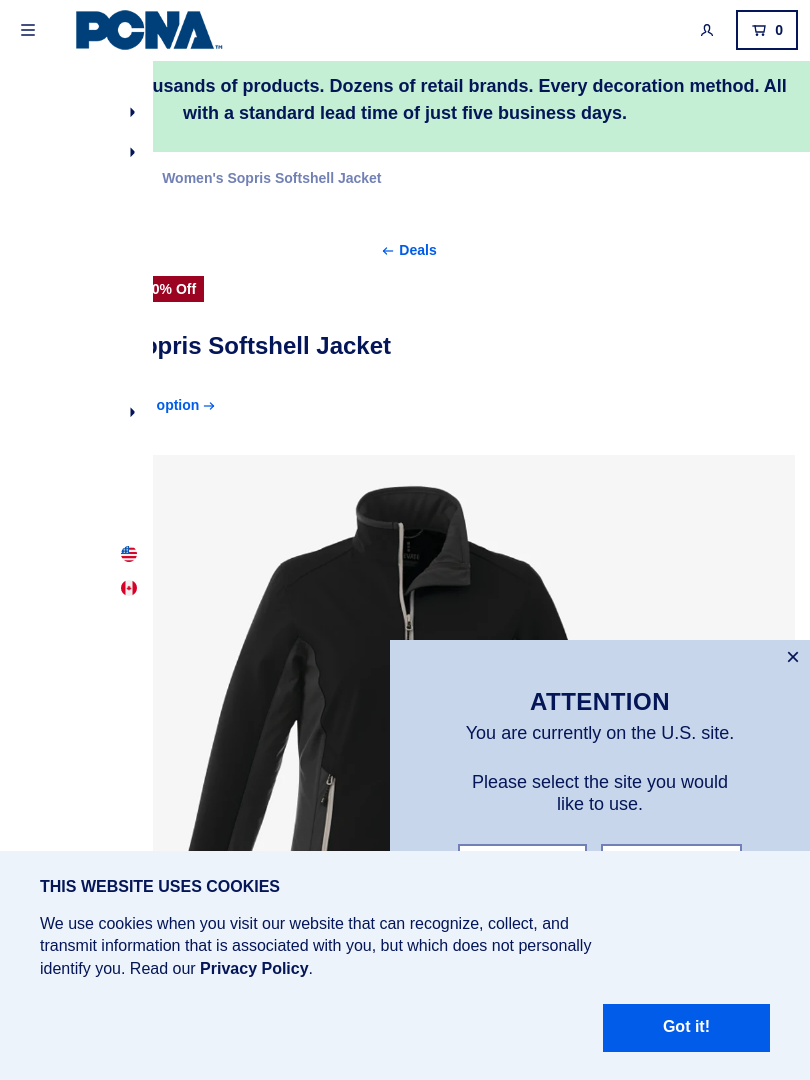 PCNA
TM
0
usands of products. Dozens of retail brands. Every decoration method. All
with a standard lead time of just five business days.
Women's Sopris Softshell Jacket
← Deals
0% Off
opris Softshell Jacket
option →
ATTENTION
You are currently on the U.S. site.
Please select the site you would
like to use.
THIS WEBSITE USES COOKIES
We use cookies when you visit our website that can recognize, collect, and
transmit information that is associated with you, but which does not personally
identify you. Read our Privacy Policy.
Got it!